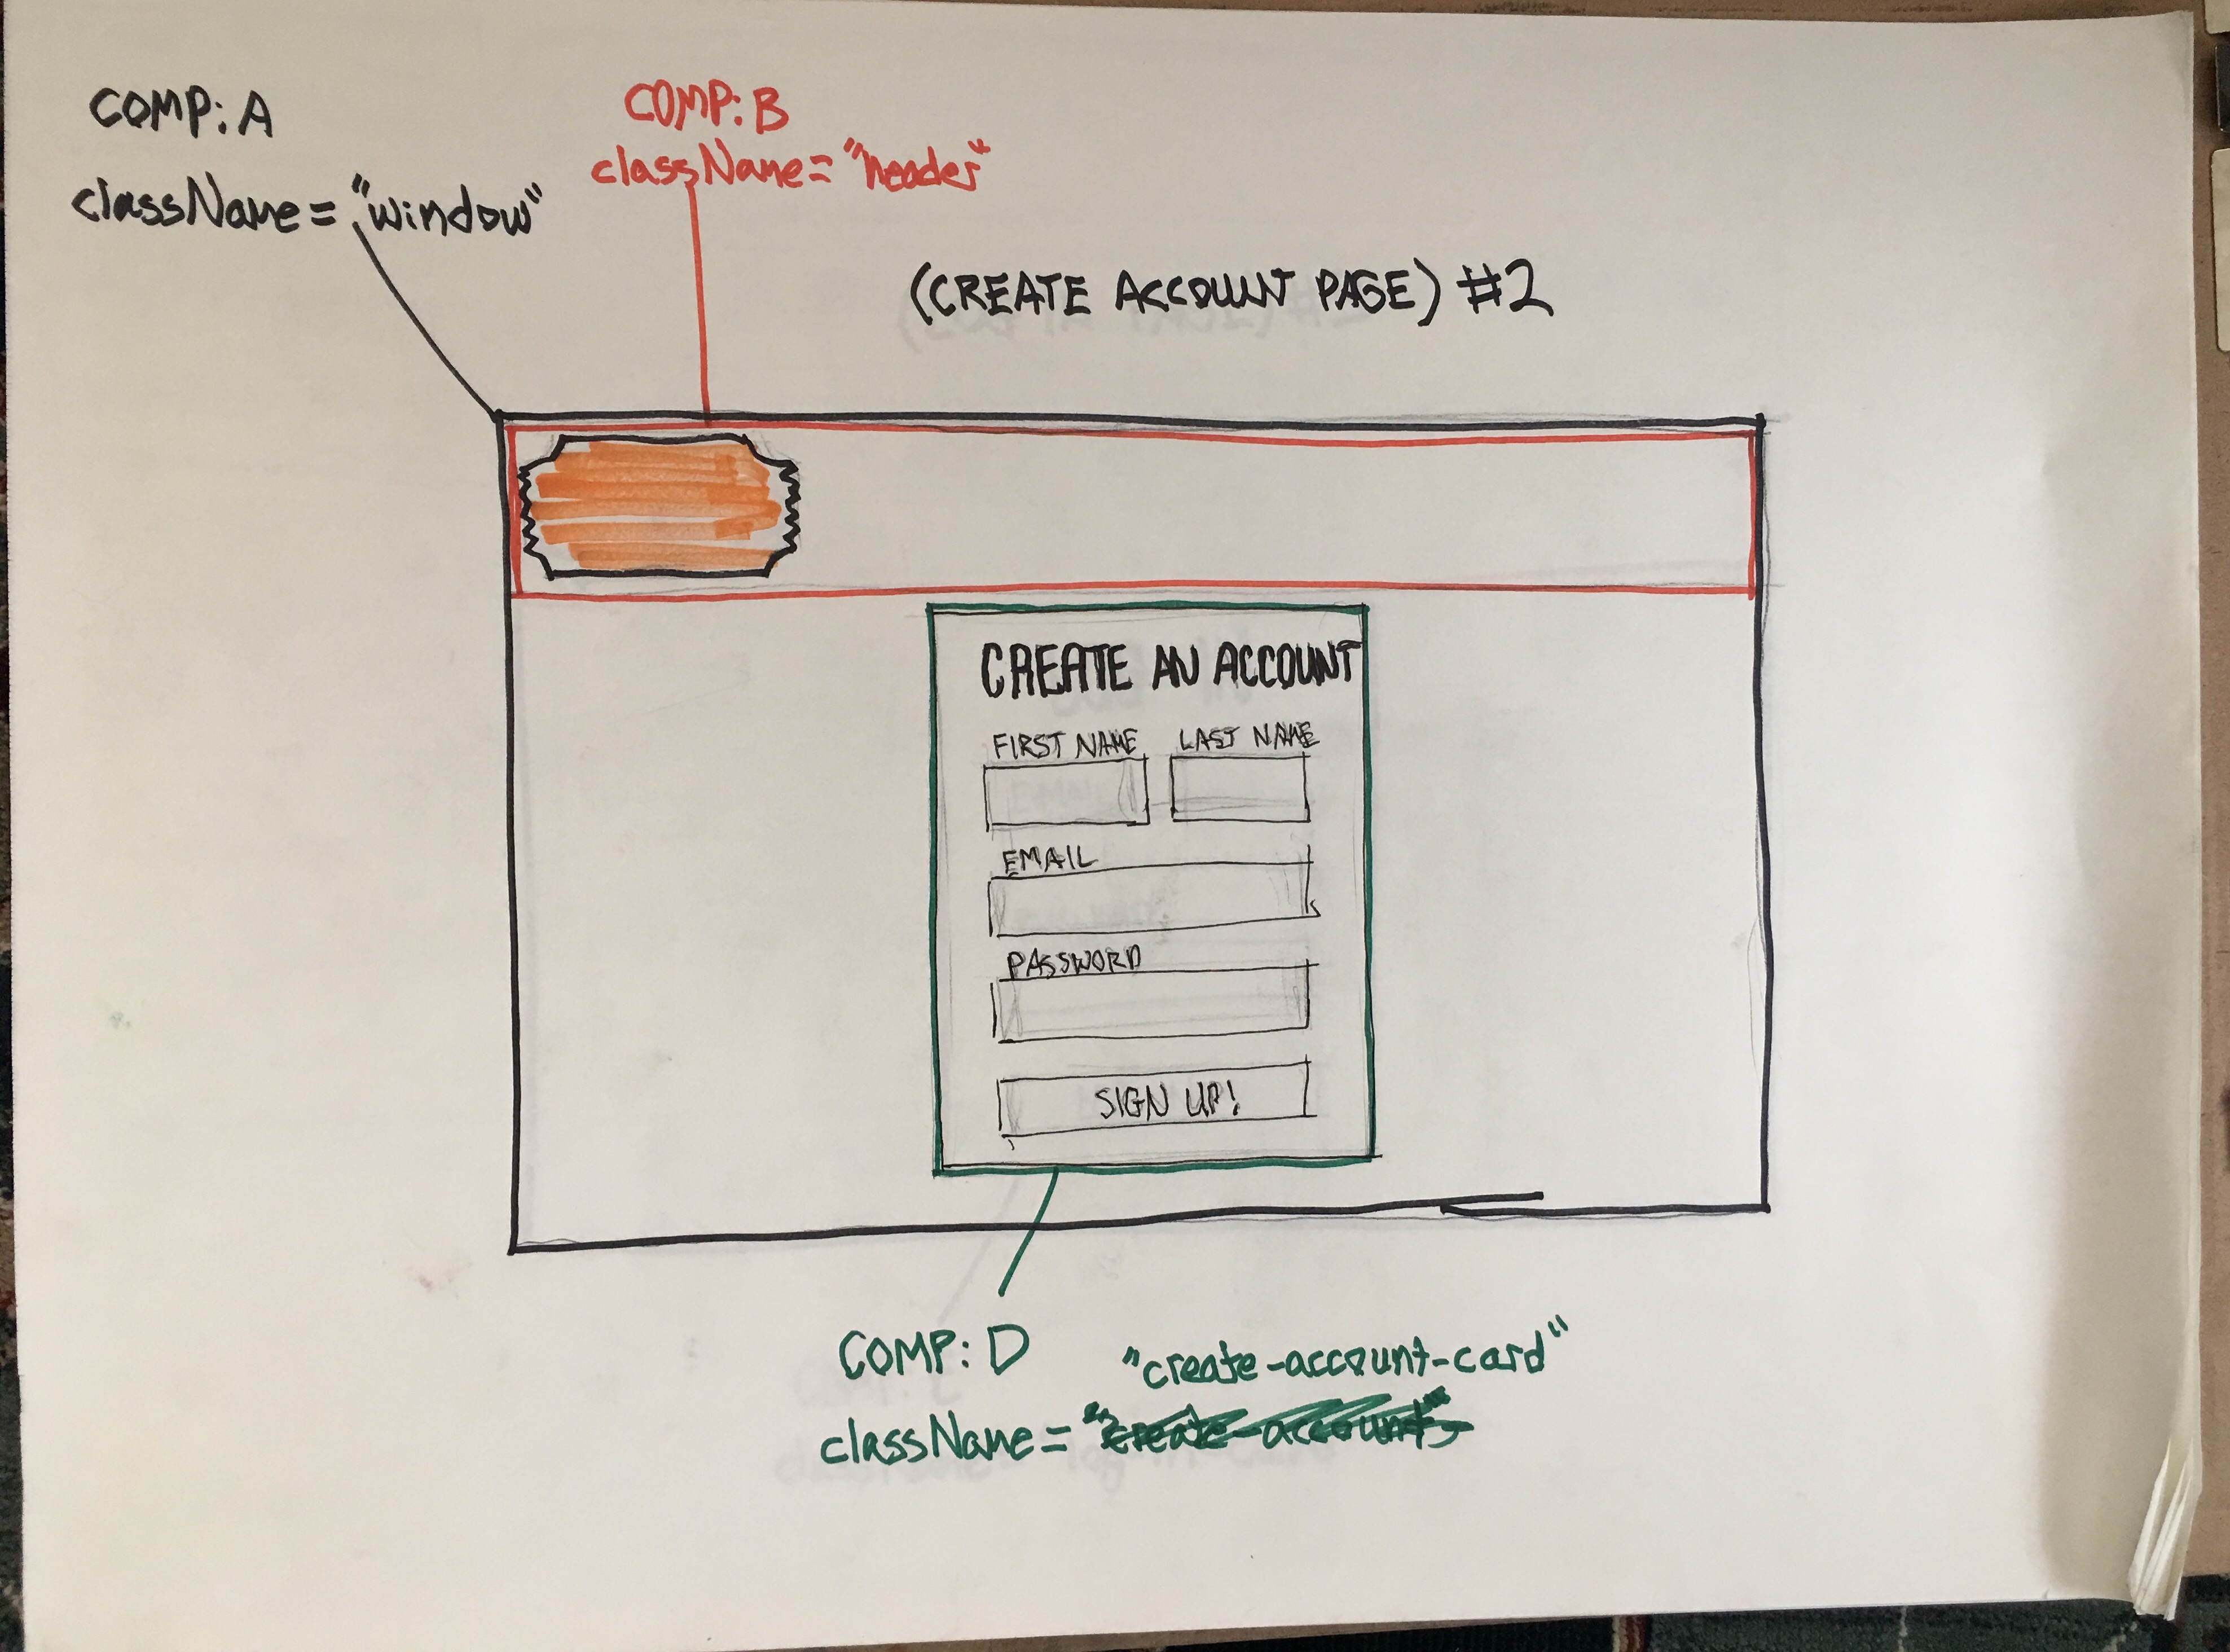 COMP: A
className = "window"
COMP: B
className = "header"
(CREATE ACCOUNT PAGE) #2
CREATE AN ACCOUNT
FIRST NAME LAST NAME
EMAIL
PASSWORD
SIGN UP!
COMP: D
"create-account-card"
className = "create-account"